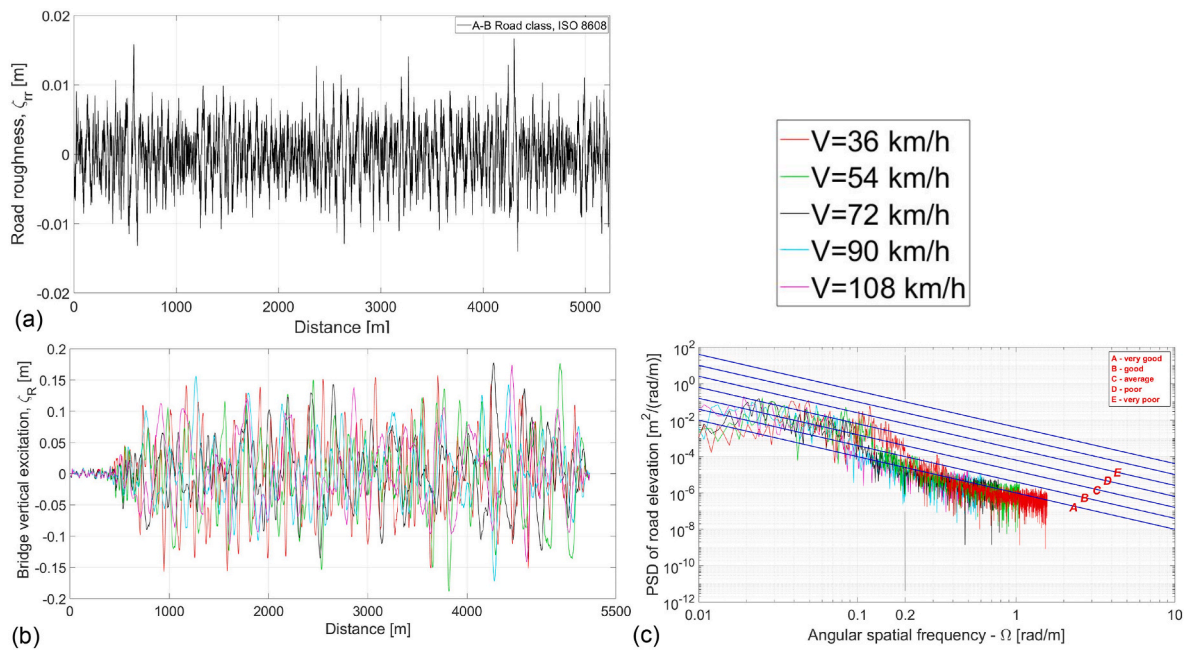 0.02
0.01
0
-0.01
-0.02
Road roughness, ζrr [m]
A-B Road class, ISO 8608
0
1000
2000
3000
4000
5000
Distance [m]
(a)
V=36 km/h
V=54 km/h
V=72 km/h
V=90 km/h
V=108 km/h
0.2
0.15
0.1
0.05
0
-0.05
-0.1
-0.15
-0.2
Bridge vertical excitation, ζR [m]
0
1000
2000
3000
4000
5500
Distance [m]
(b)
10^2
10^0
10^-2
10^-4
10^-6
10^-8
10^-10
10^-12
PSD of road elevation [m^2/(rad/m)]
A - very good
B - good
C - average
D - poor
E - very poor
E
D
C
B
A
0.01
0.1
0.2
1
10
Angular spatial frequency - Ω [rad/m]
(c)